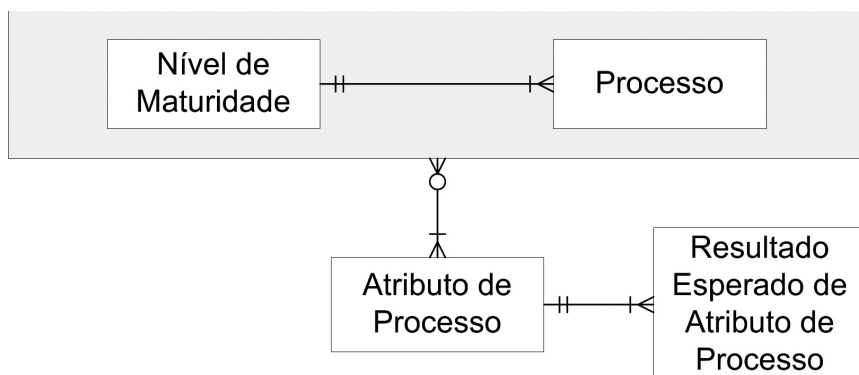 Nível de
Maturidade
Processo
Atributo de
Processo
Resultado
Esperado de
Atributo de
Processo